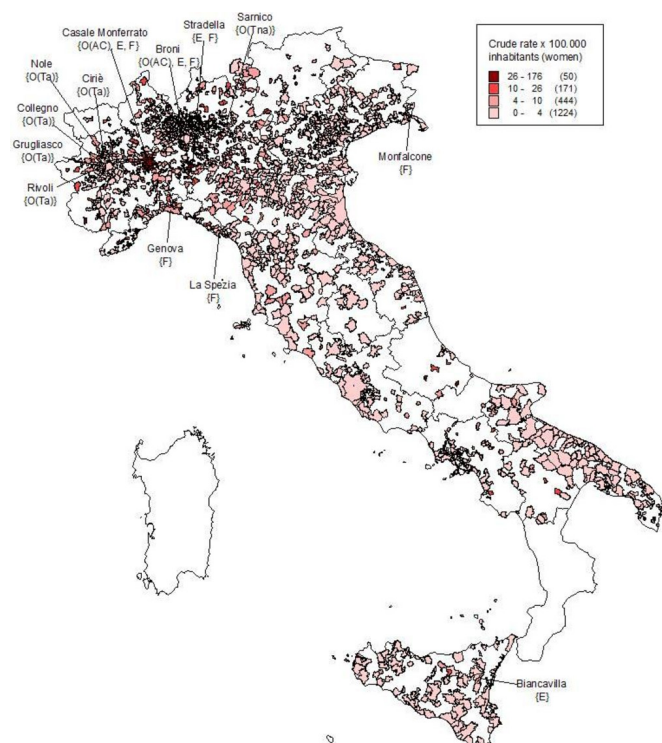 Sarnico
{O(Tna)}
Stradella
{E, F}
Casale Monferrato
{O(AC), E, F}
Broni
{O(AC), E, F}
Nole
{O(Ta)}
Ciriè
{O(Ta)}
Collegno
{O(Ta)}
Grugliasco
{O(Ta)}
Rivoli
{O(Ta)}
Genova
{F}
La Spezia
{F}
Monfalcone
{F}
Biancavilla
{E}
Crude rate x 100.000
inhabitants (women)
26 - 176 (50)
10 - 26 (171)
4 - 10 (444)
0 - 4 (1224)